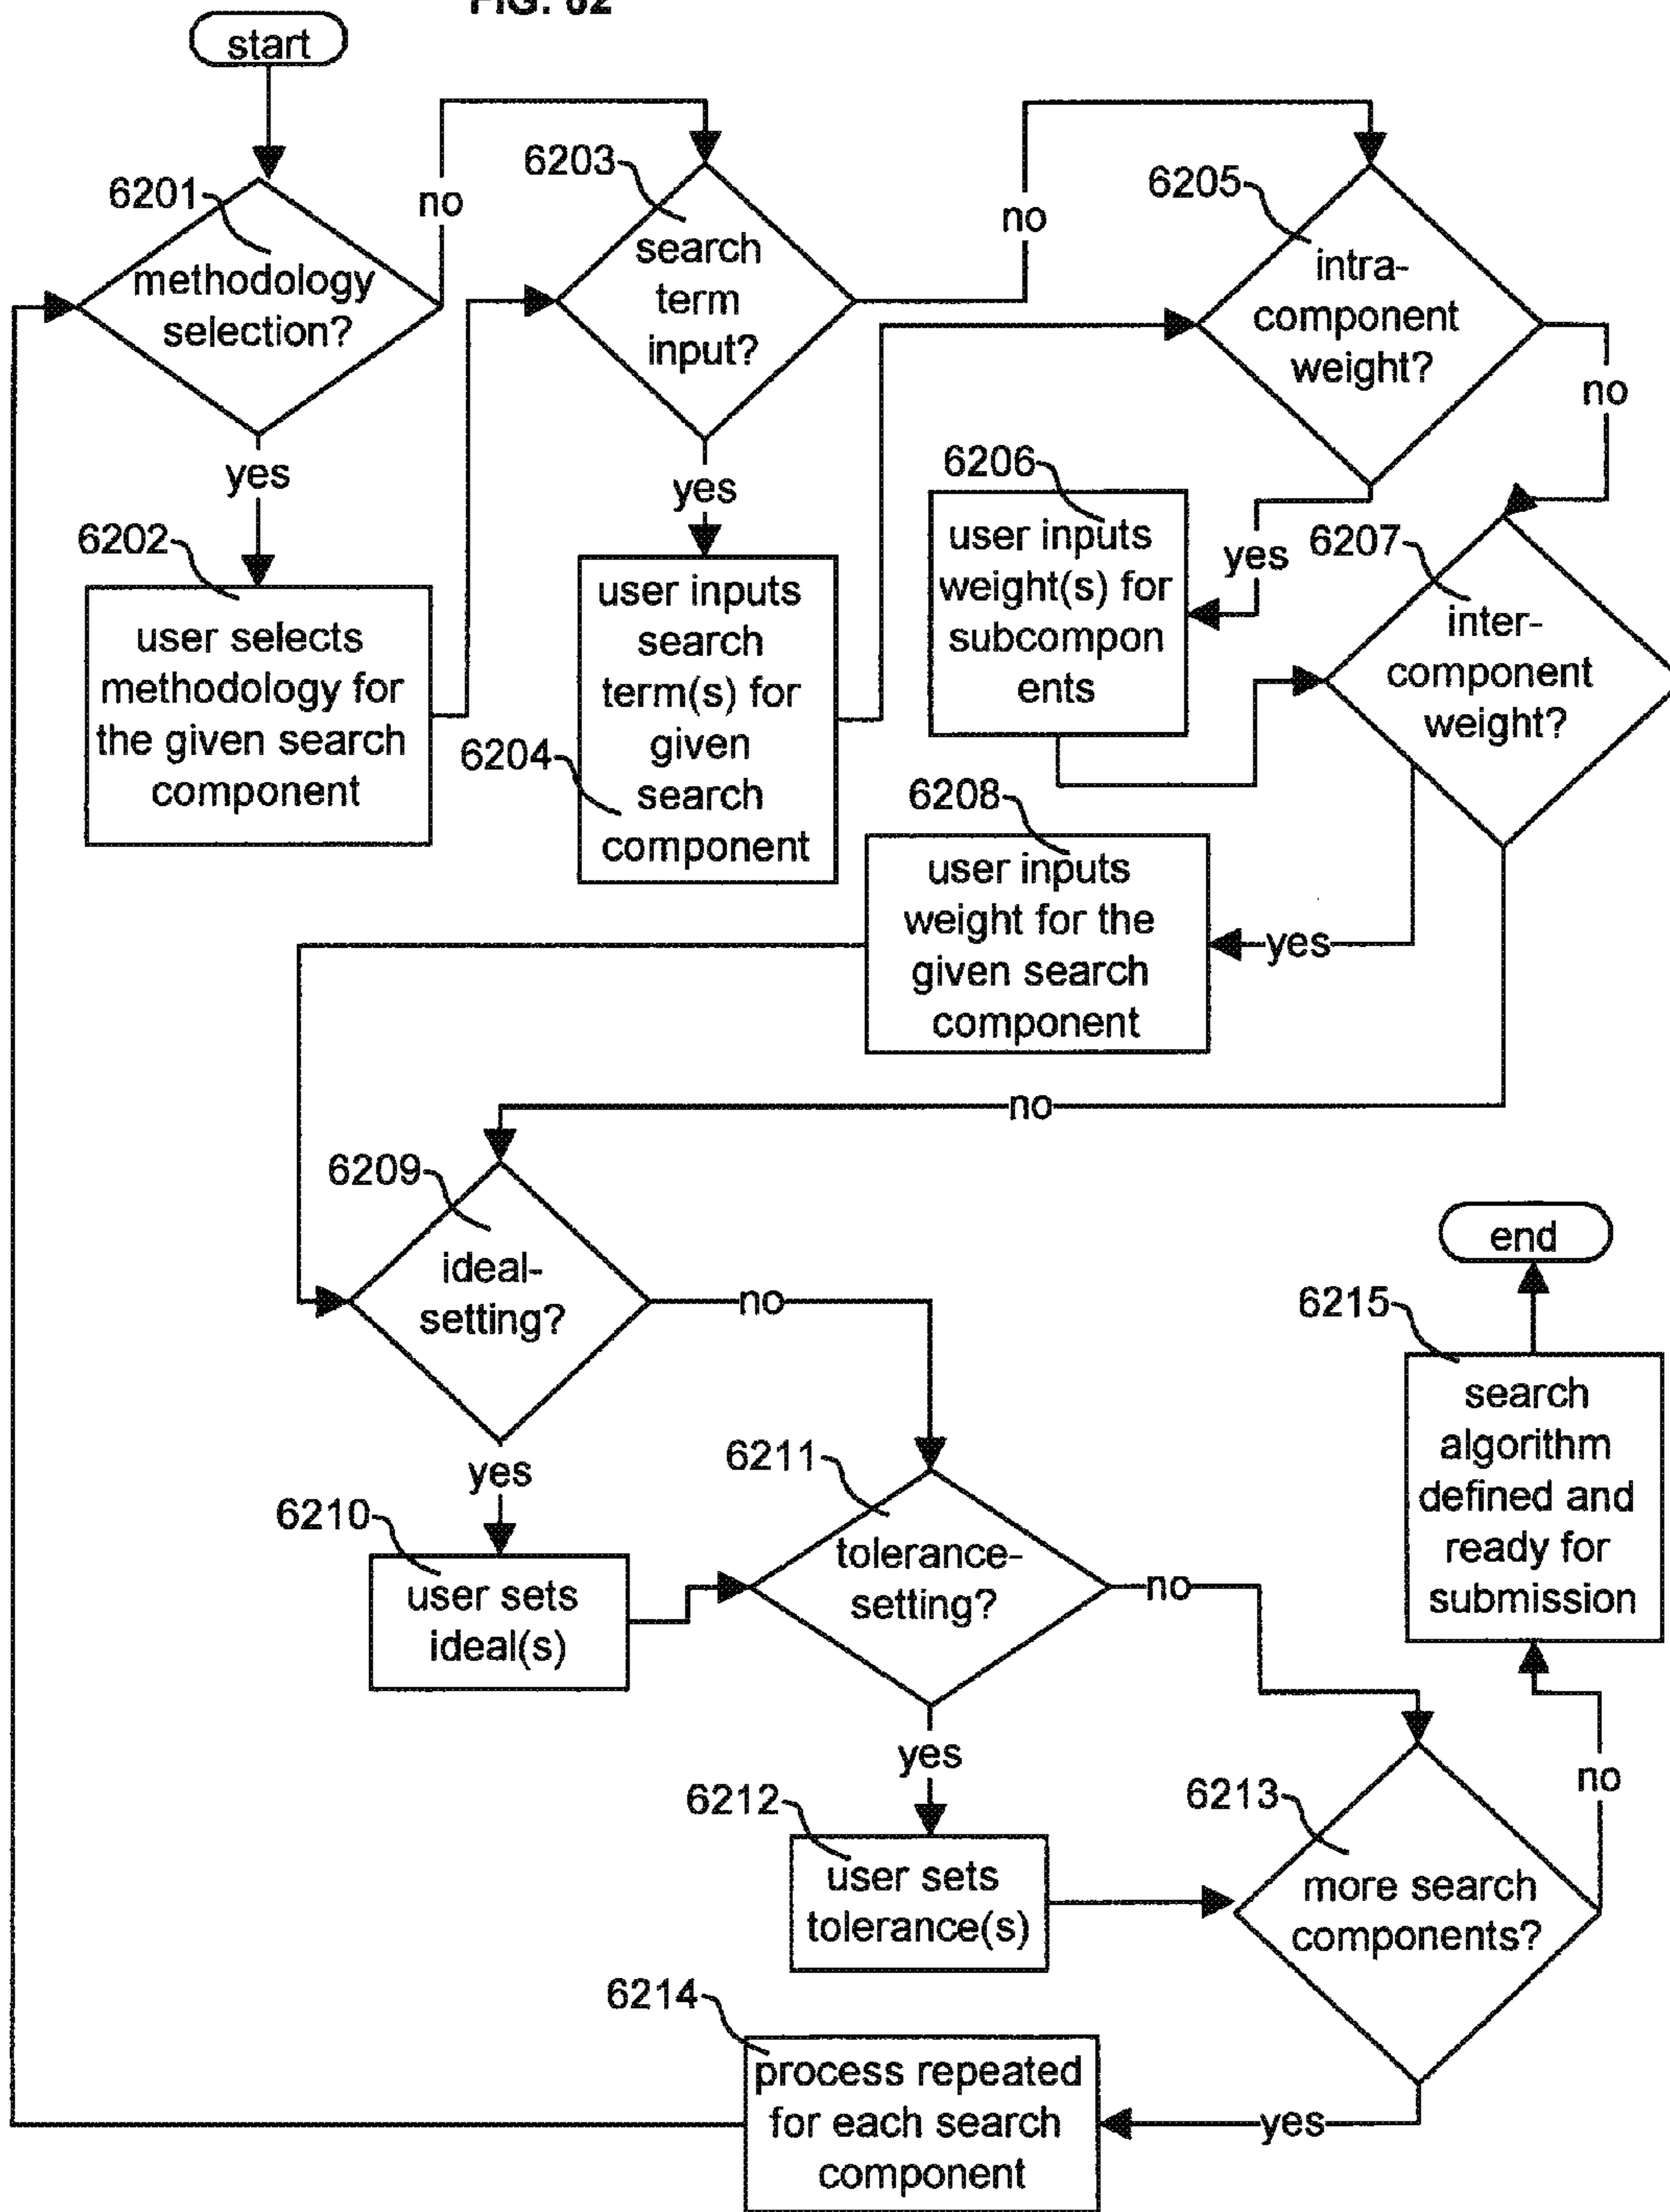 FIG. 62
start
6201
methodology
selection?
no
yes
6202
user selects
methodology for
the given search
component
6203
search
term
input?
no
yes
6204
user inputs
search
term(s) for
given
search
component
6205
intra-
component
weight?
no
yes
6206
user inputs
weight(s) for
subcompon
ents
6207
inter-
component
weight?
yes
6208
user inputs
weight for the
given search
component
no
6209
ideal-
setting?
no
yes
6210
user sets
ideal(s)
6211
tolerance-
setting?
no
yes
6212
user sets
tolerance(s)
6213
more search
components?
no
yes
6214
process repeated
for each search
component
6215
search
algorithm
defined and
ready for
submission
end